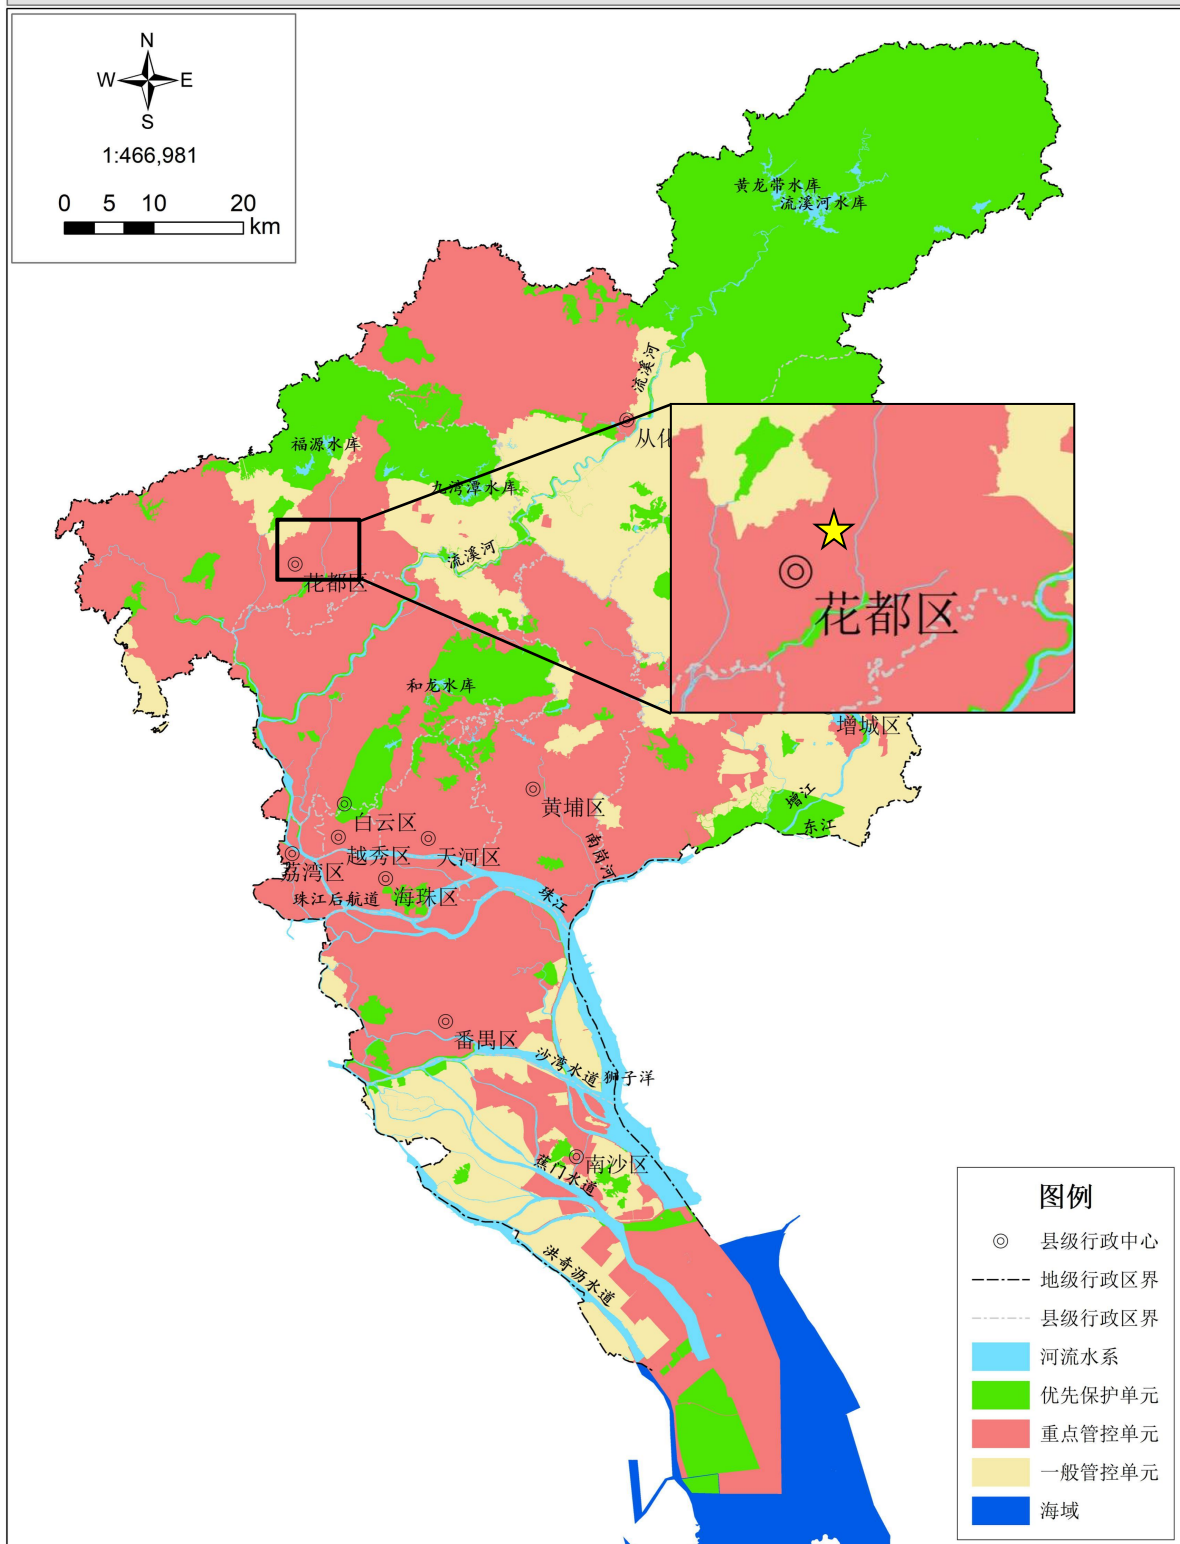 N
W E
S
1:466,981
0 5 10 20
km
黄龙带水库
流溪河水库
流溪河
从化
福源水库
九湾潭水库
流溪河
花都区
花都区
和龙水库
增城区
增江
东江
黄埔区
白云区
越秀区
天河区
南岗河
荔湾区
海珠区
珠江后航道
珠江
番禺区
沙湾水道
狮子洋
南沙区
蕉门水道
洪奇沥水道
图例
县级行政中心
地级行政区界
县级行政区界
河流水系
优先保护单元
重点管控单元
一般管控单元
海域